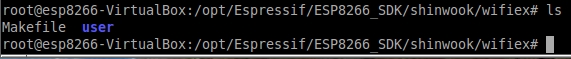 root@esp8266-VirtualBox:/opt/Espressif/ESP8266_SDK/shinwook/wifiex# ls
Makefile  user
root@esp8266-VirtualBox:/opt/Espressif/ESP8266_SDK/shinwook/wifiex#